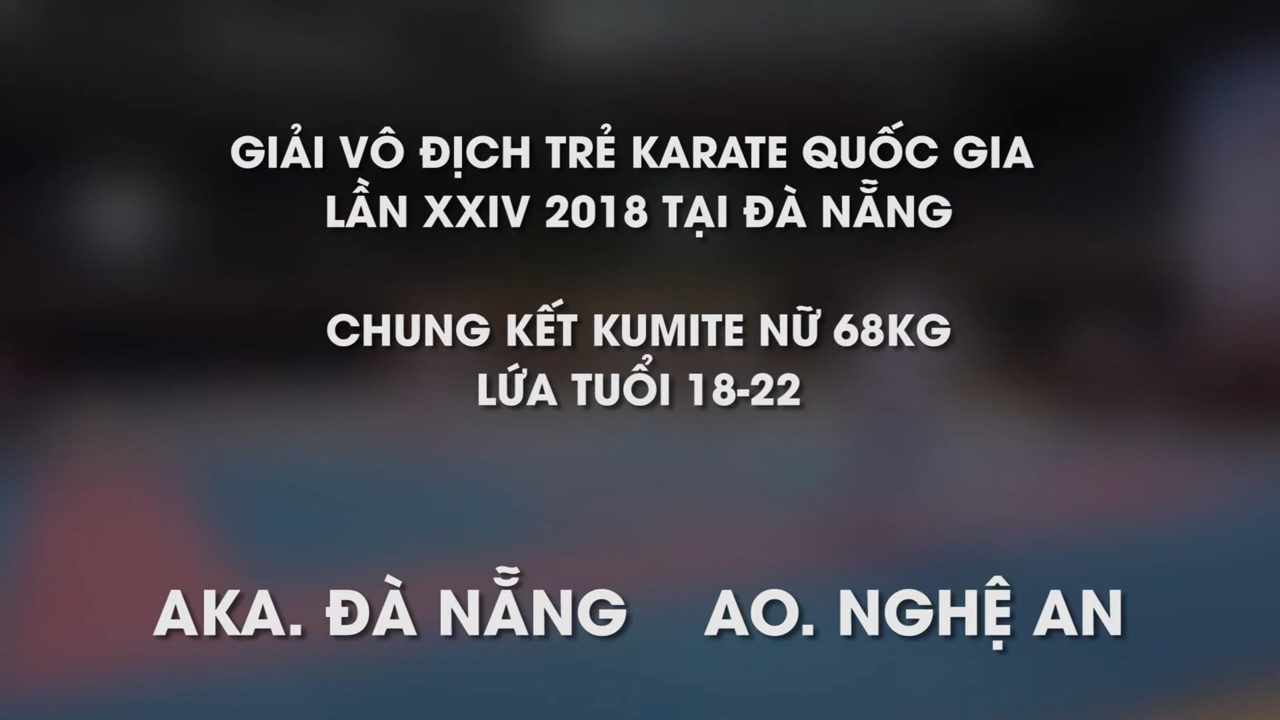 GIẢI VÔ ĐỊCH TRẺ KARATE QUỐC GIA
LẦN XXIV 2018 TẠI ĐÀ NẴNG
CHUNG KẾT KUMITE NỮ 68KG
LỨA TUỔI 18-22
AKA. ĐÀ NẴNG AO. NGHỆ AN